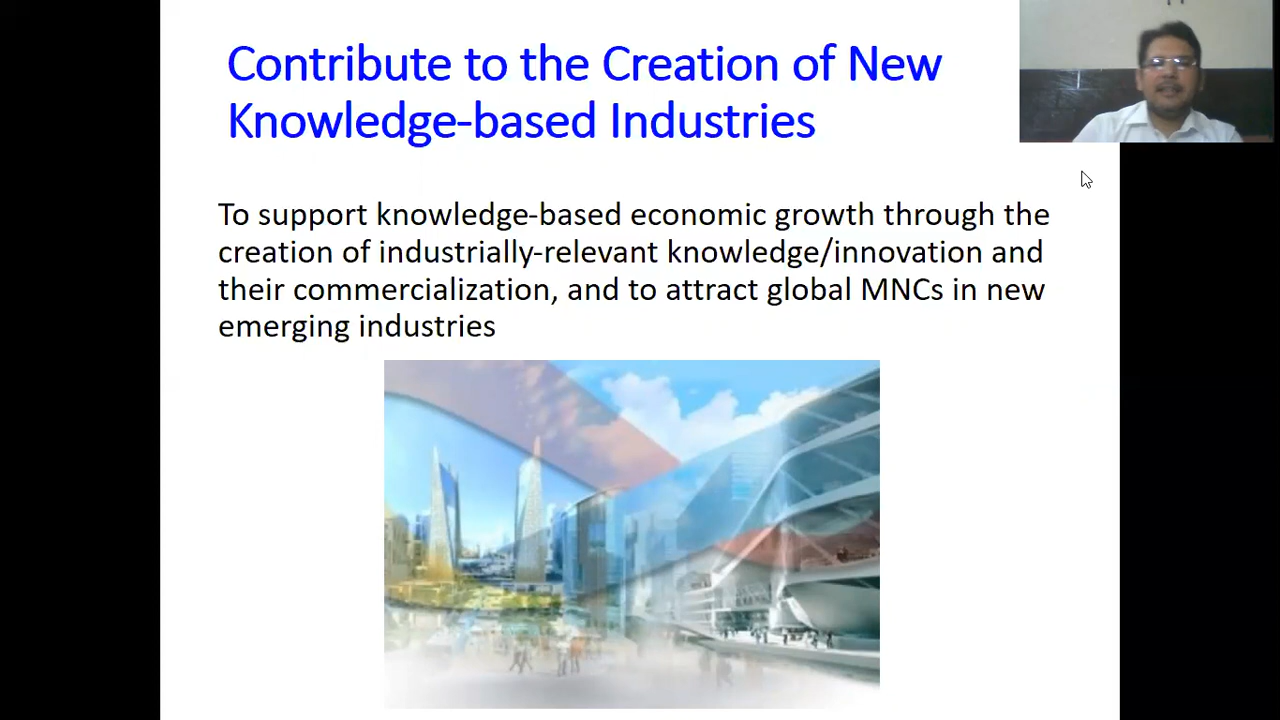 Contribute to the Creation of New
Knowledge-based Industries
To support knowledge-based economic growth through the
creation of industrially-relevant knowledge/innovation and
their commercialization, and to attract global MNCs in new
emerging industries